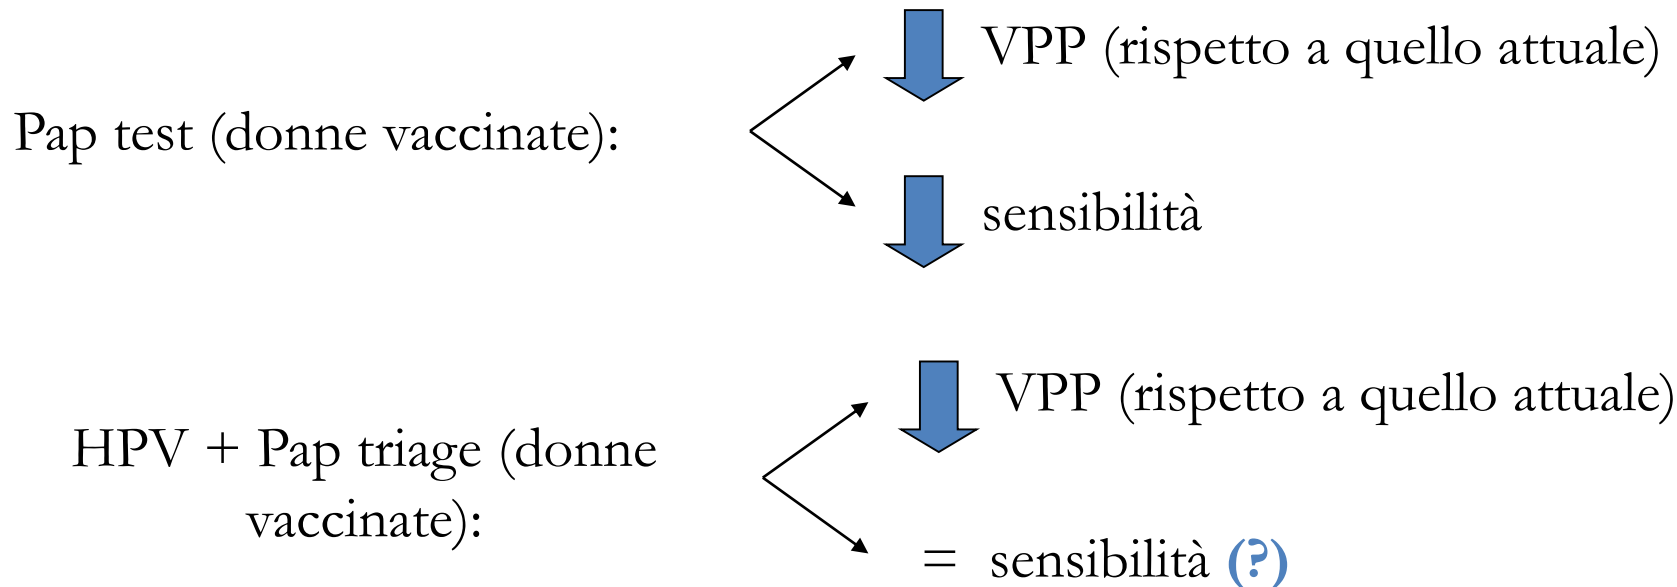 VPP (rispetto a quello attuale)
Pap test (donne vaccinate):
sensibilità
VPP (rispetto a quello attuale)
HPV + Pap triage (donne
vaccinate):
= sensibilità (?)